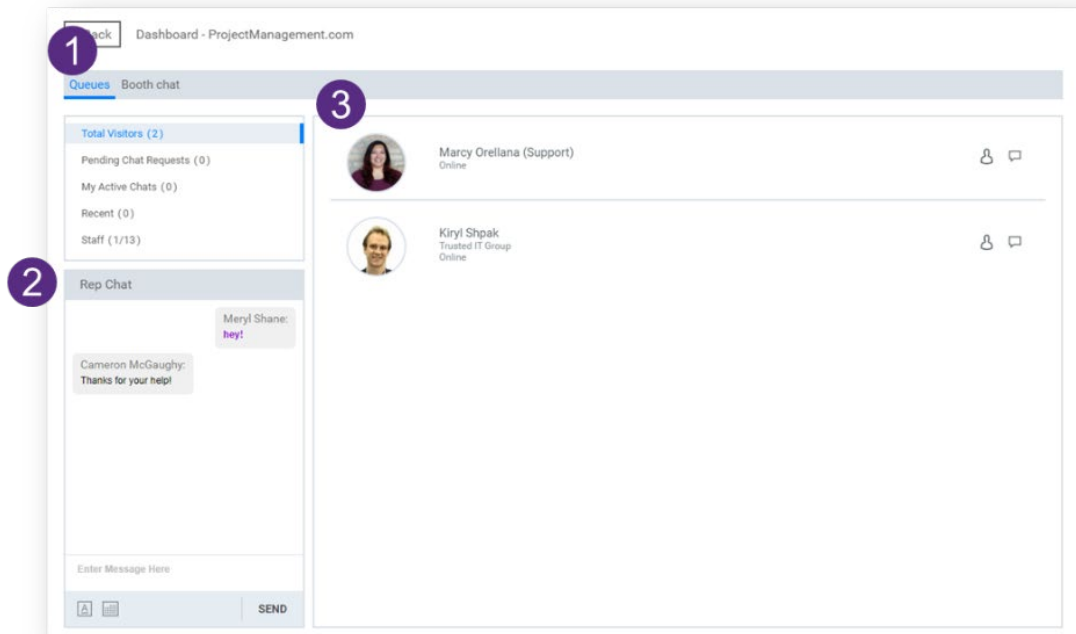 Dashboard - ProjectManagement.com
1
Queues Booth chat
3
Total Visitors (2)
Pending Chat Requests (0)
My Active Chats (0)
Recent (0)
Staff (1/13)
2
Rep Chat
Meryl Shane:
hey!
Cameron McGaughy:
Thanks for your help!
Enter Message Here
A
SEND
Marcy Orellana (Support)
Online
Kiryl Shpak
Trusted IT Group
Online